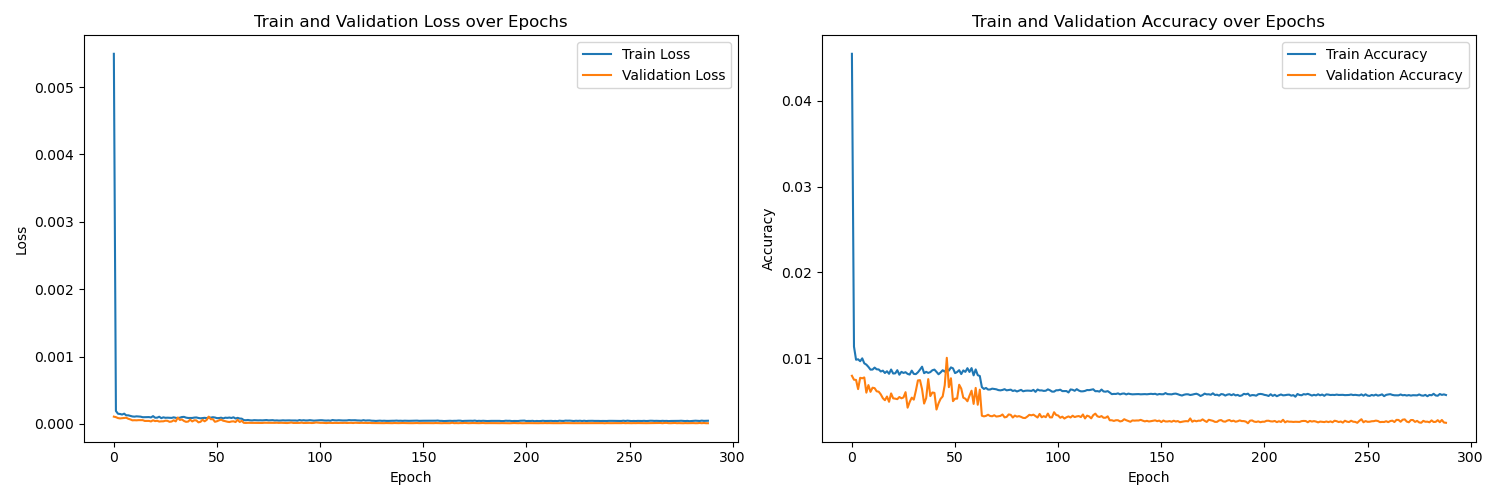 Train and Validation Loss over Epochs
Loss
0.005
0.004
0.003
0.002
0.001
0.000
Train Loss
Validation Loss
0 50 100 150 200 250 300
Epoch
Train and Validation Accuracy over Epochs
Accuracy
0.04
0.03
0.02
0.01
Train Accuracy
Validation Accuracy
0 50 100 150 200 250 300
Epoch